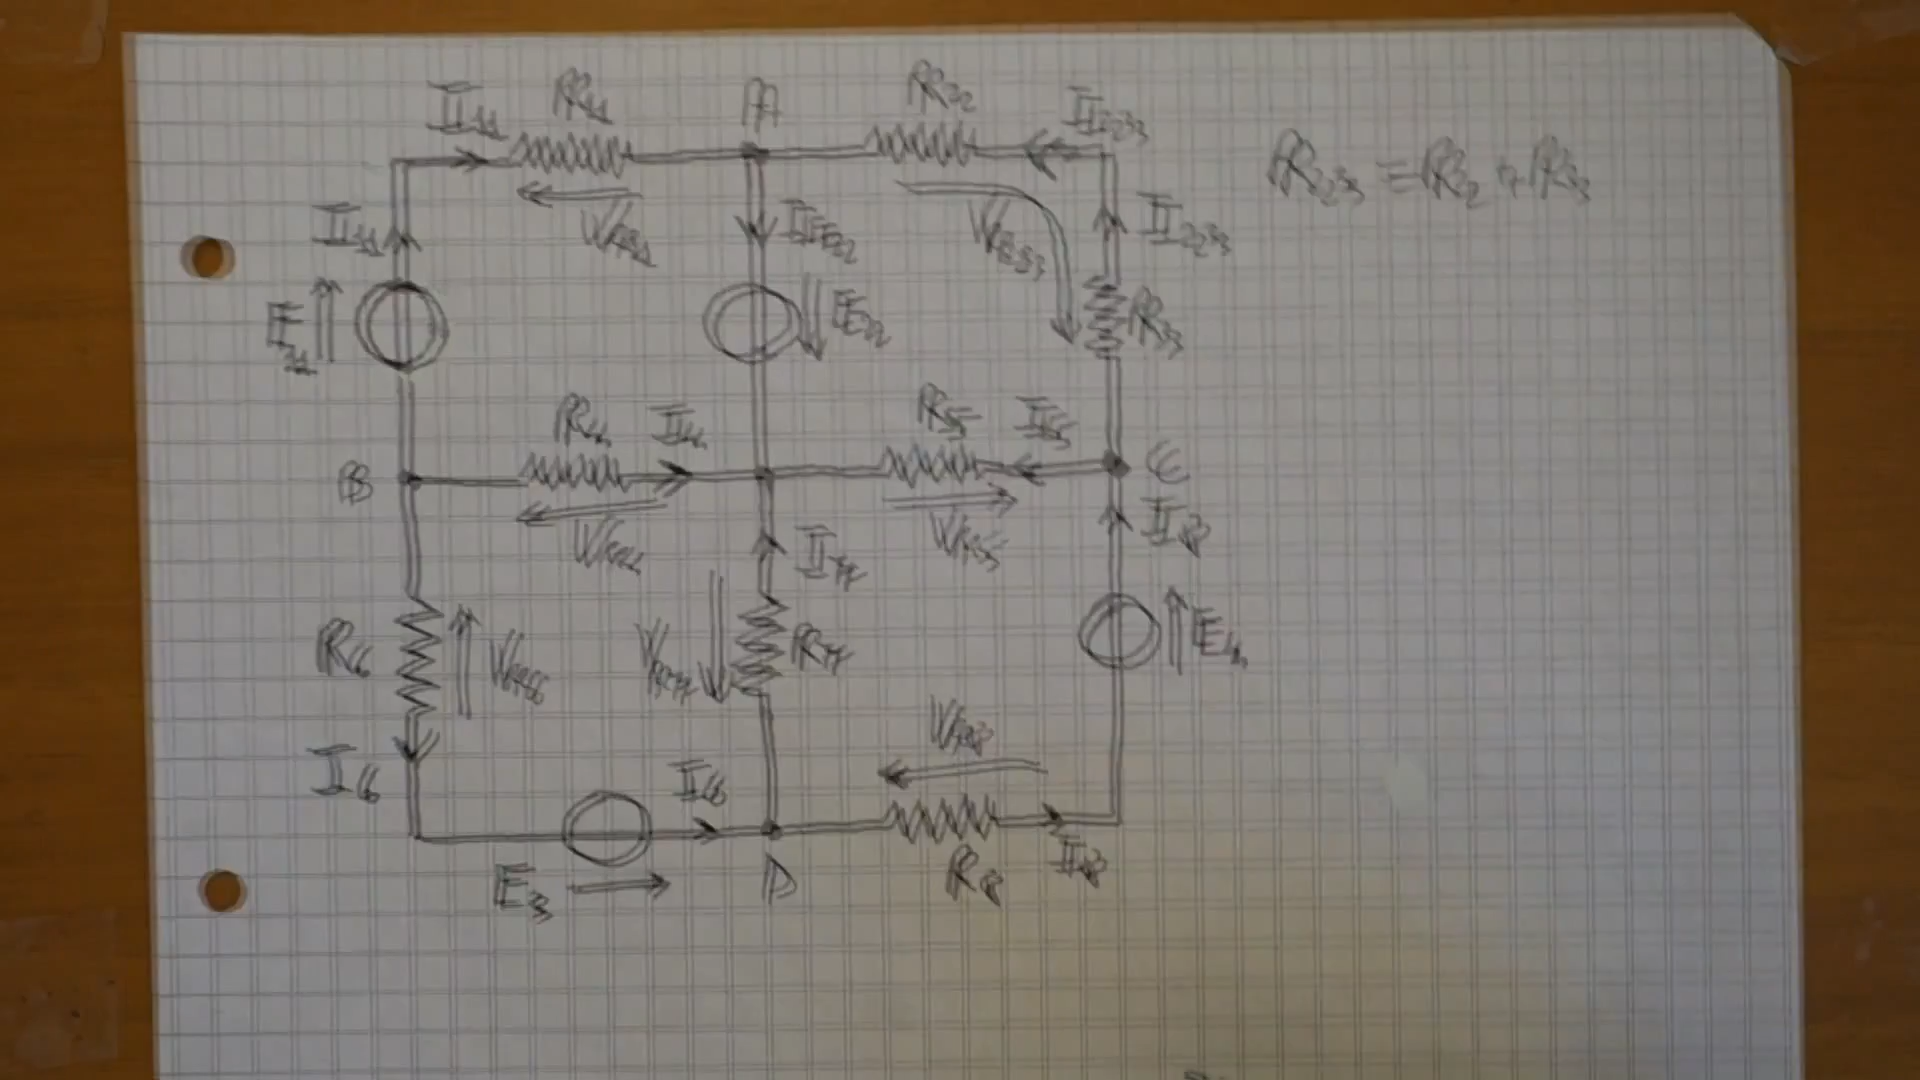 I1 R1 A R2 I23
R23 = R2 + R3
I1 VR1 IE2 VR23 I23
E1 E2 R3
R4 I4 R5 I5
B C
VR4 VR5 I8
I7
R6 VR6 VR7 R7 E4
I6 I6 VR8
E3 D R8 I8